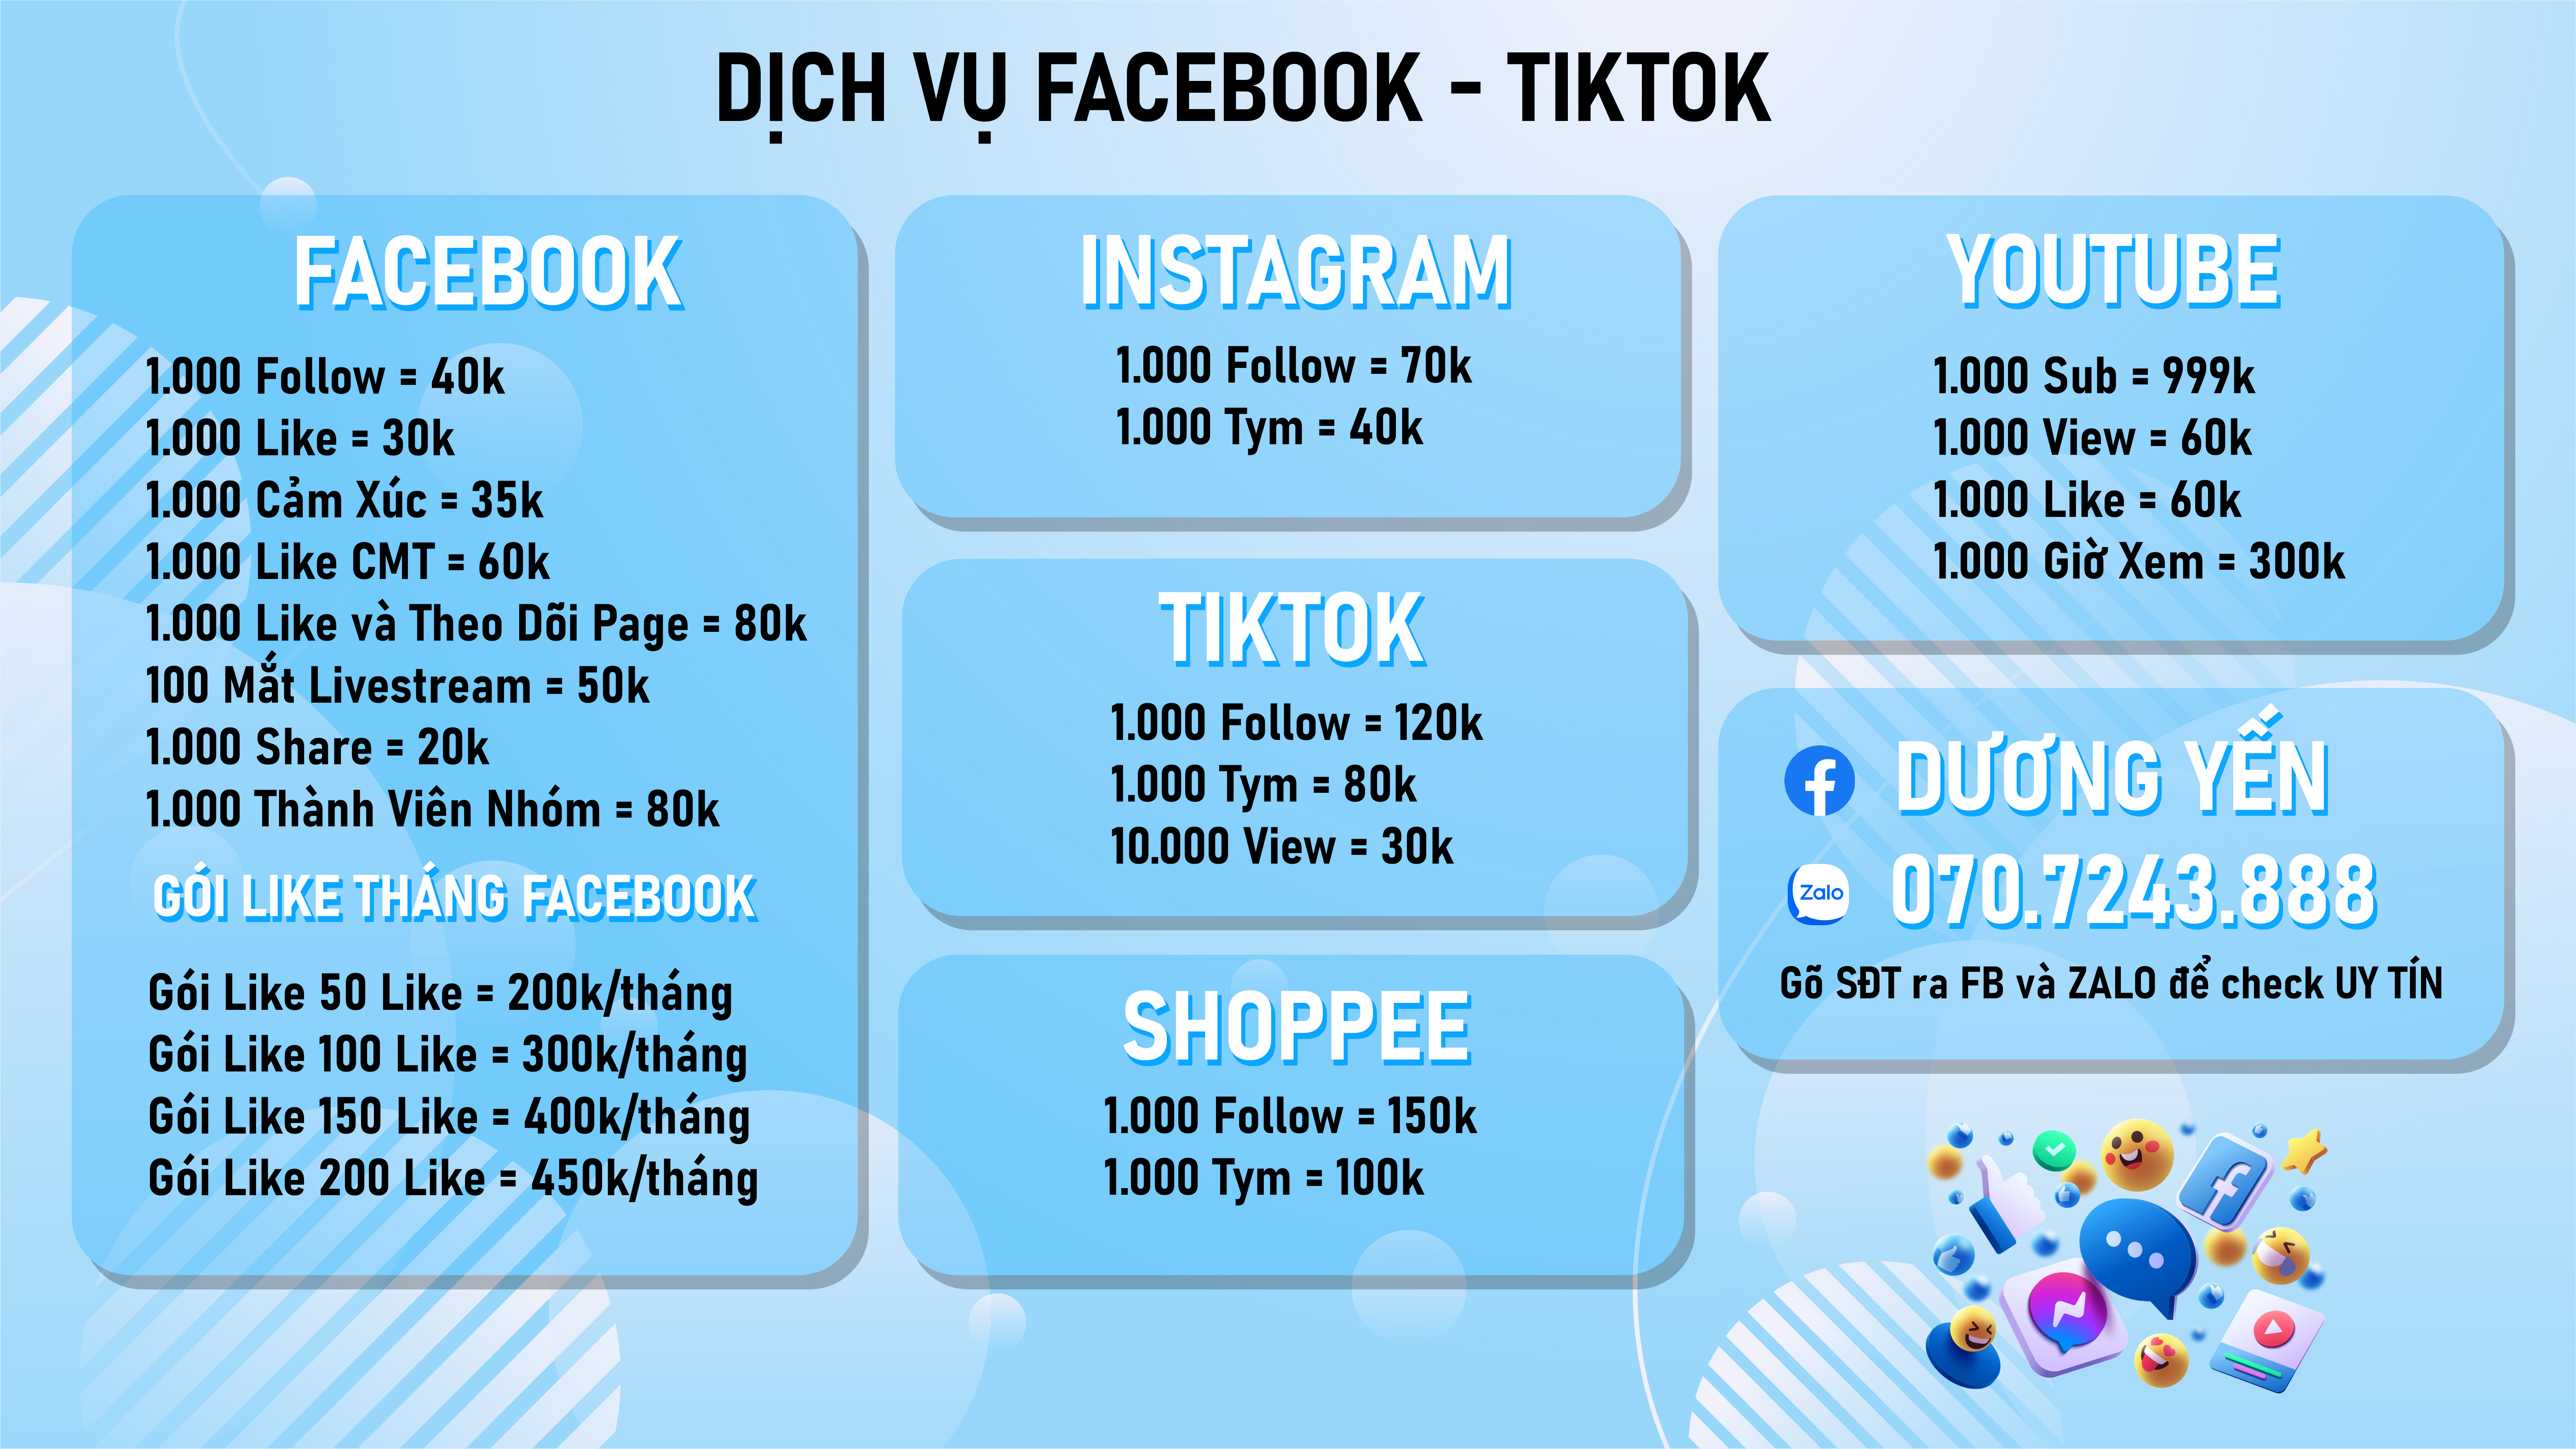 DỊCH VỤ FACEBOOK - TIKTOK
FACEBOOK
1.000 Follow = 40k
1.000 Like = 30k
1.000 Cảm Xúc = 35k
1.000 Like CMT = 60k
1.000 Like và Theo Dõi Page = 80k
100 Mắt Livestream = 50k
1.000 Share = 20k
1.000 Thành Viên Nhóm = 80k
GÓI LIKE THÁNG FACEBOOK
Gói Like 50 Like = 200k/tháng
Gói Like 100 Like = 300k/tháng
Gói Like 150 Like = 400k/tháng
Gói Like 200 Like = 450k/tháng
INSTAGRAM
1.000 Follow = 70k
1.000 Tym = 40k
TIKTOK
1.000 Follow = 120k
1.000 Tym = 80k
10.000 View = 30k
SHOPPEE
1.000 Follow = 150k
1.000 Tym = 100k
YOUTUBE
1.000 Sub = 999k
1.000 View = 60k
1.000 Like = 60k
1.000 Giờ Xem = 300k
DƯƠNG YẾN
Zalo 070.7243.888
Gõ SĐT ra FB và ZALO để check UY TÍN